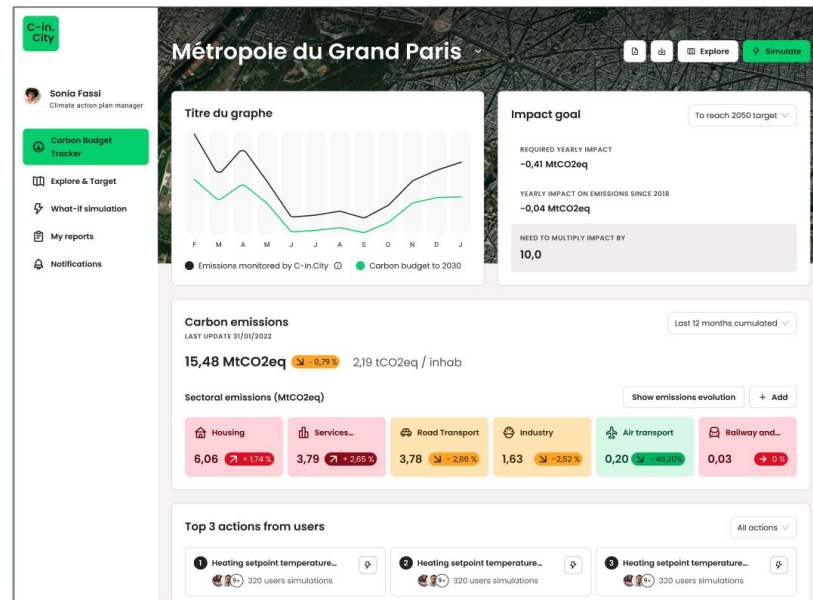 C-in.
City
Métropole du Grand Paris
Explore
Simulate
Sonia Fassi
Climate action plan manager
Carbon Budget
Tracker
Explore & Target
What-if simulation
My reports
Notifications
Titre du graphe
F M A M J J A S O N D J
Emissions monitored by C-in.City
Carbon budget to 2030
Impact goal
To reach 2050 target
REQUIRED YEARLY IMPACT
-0,41 MtCO2eq
YEARLY IMPACT ON EMISSIONS SINCE 2018
-0,04 MtCO2eq
NEED TO MULTIPLY IMPACT BY
10,0
Carbon emissions
LAST UPDATE 31/01/2022
Last 12 months cumulated
15,48 MtCO2eq - 0,79 % 2,19 tCO2eq / inhab
Sectoral emissions (MtCO2eq)
Show emissions evolution
+ Add
Housing
6,06 + 1,74 %
Services...
3,79 + 2,65 %
Road Transport
3,78 - 2,86 %
Industry
1,63 -2,52 %
Air transport
0,20 - 46,20%
Railway and...
0,03 0 %
Top 3 actions from users
All actions
1 Heating setpoint temperature...
9+ 320 users simulations
2 Heating setpoint temperature...
9+ 320 users simulations
3 Heating setpoint temperature...
9+ 320 users simulations